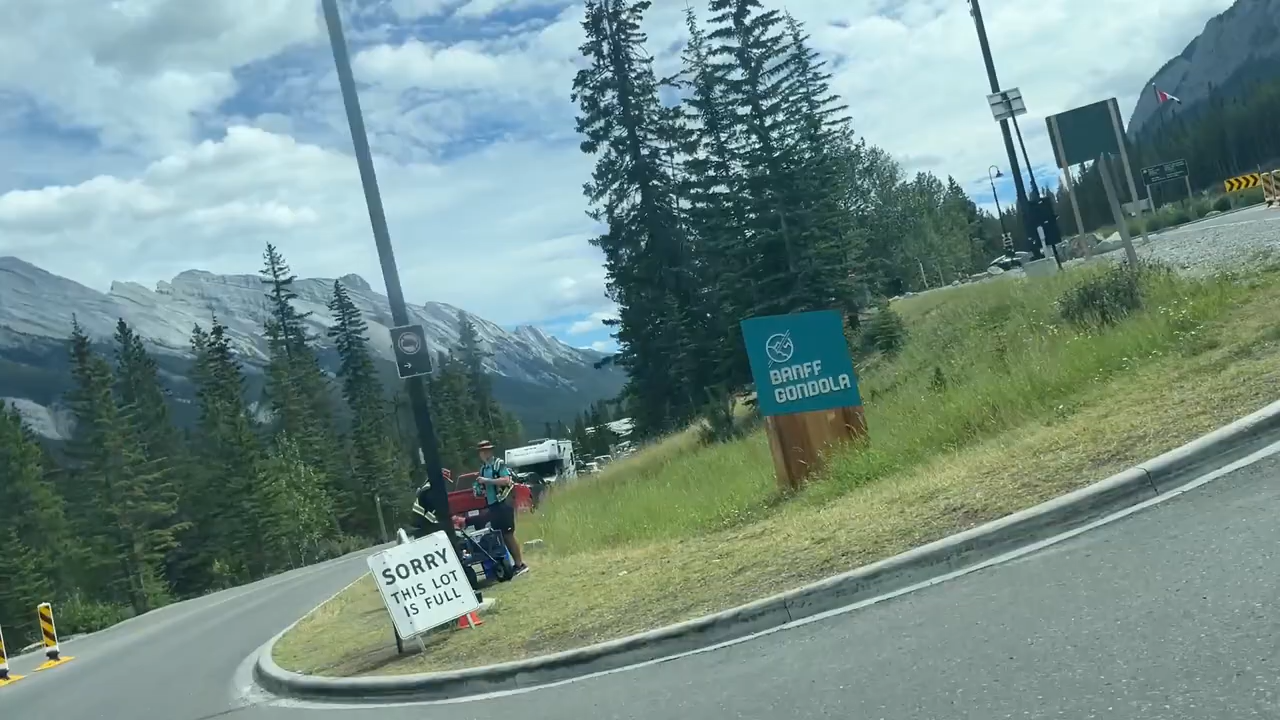 BANFF
GONDOLA
SORRY
THIS LOT
IS FULL